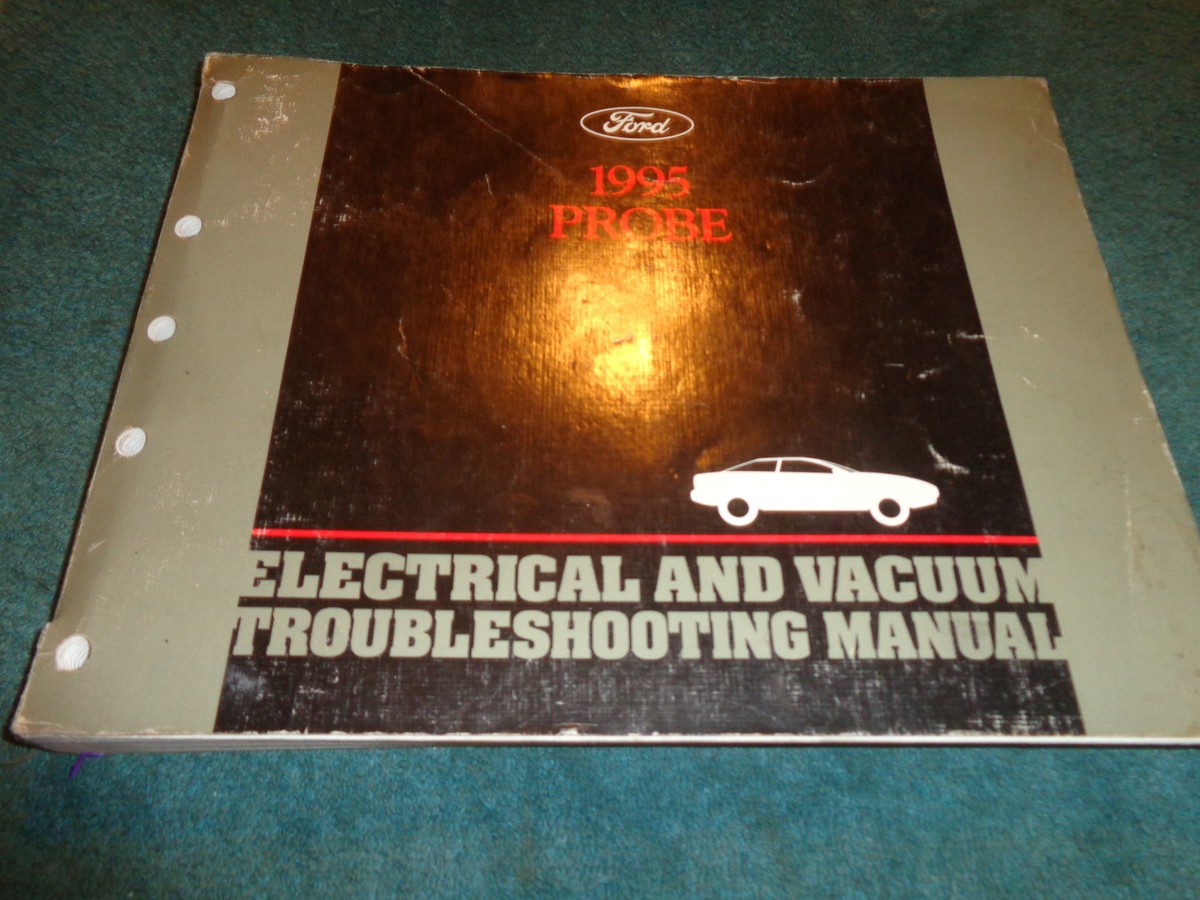 Ford
1995
PROBE
ELECTRICAL AND VACUUM
TROUBLESHOOTING MANUAL